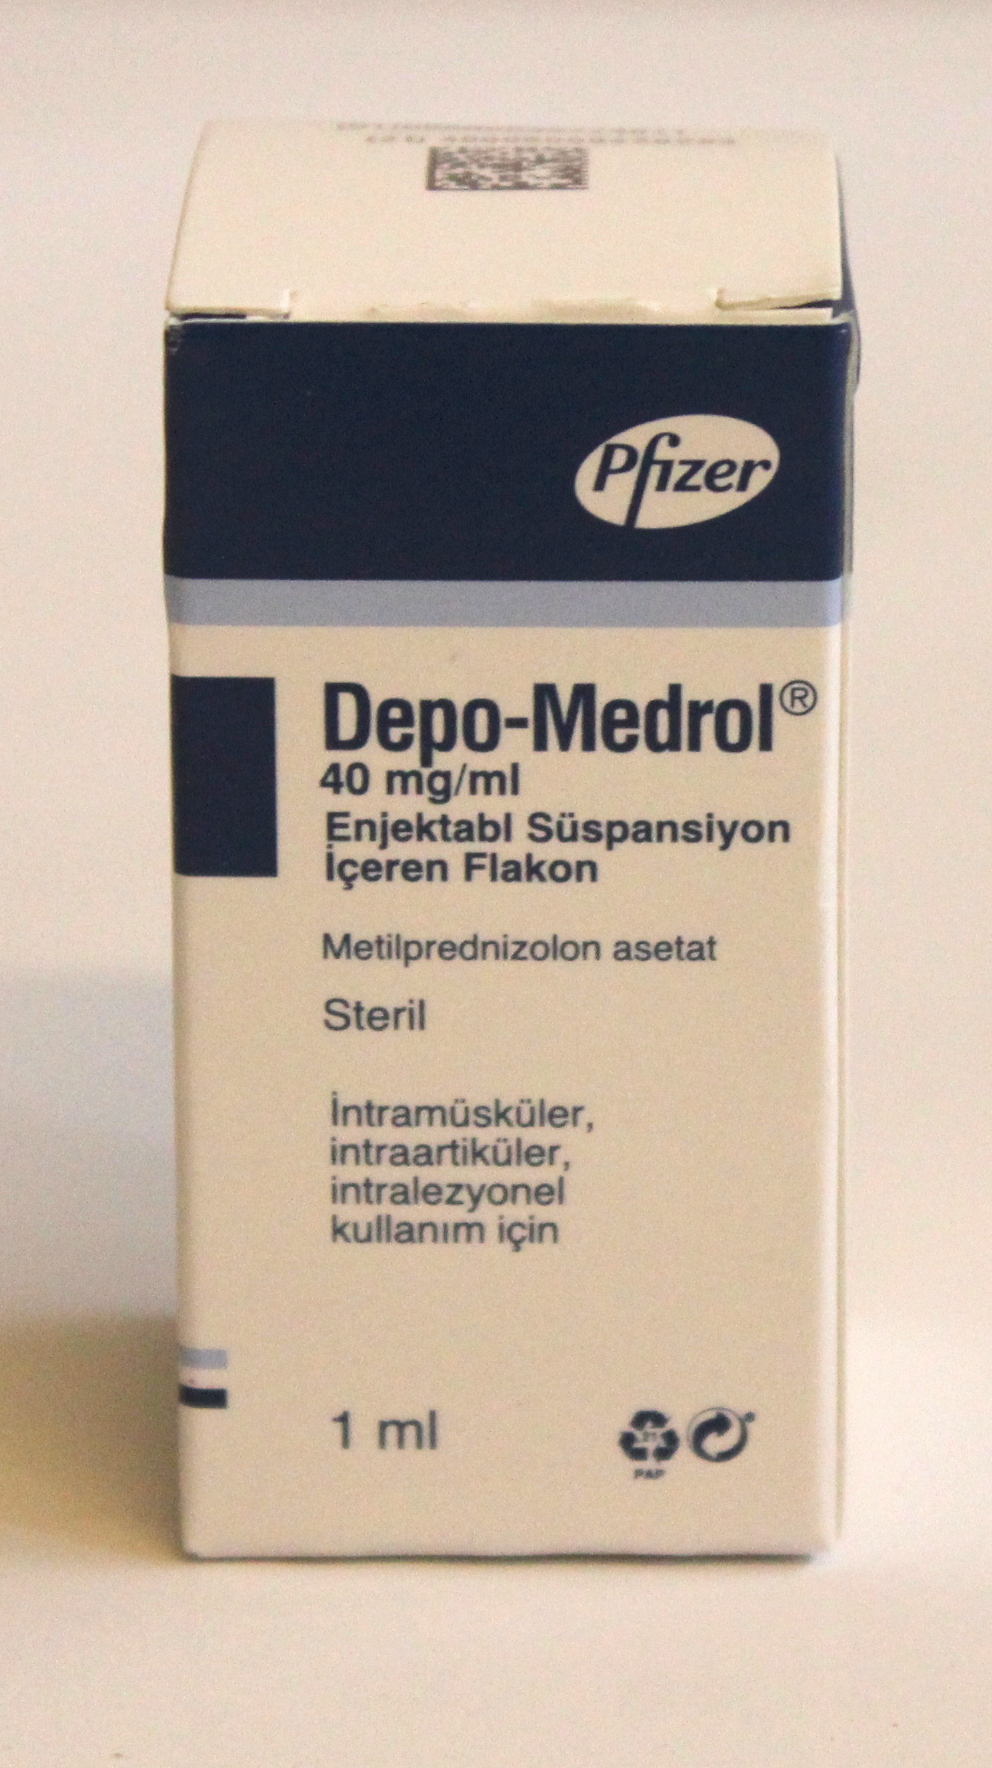 Pfizer
Depo-Medrol®
40 mg/ml
Enjektabl Süspansiyon
İçeren Flakon
Metilprednizolon asetat
Steril
İntramüsküler,
intraartiküler,
intralezyonel
kullanım için
1 ml
PAP